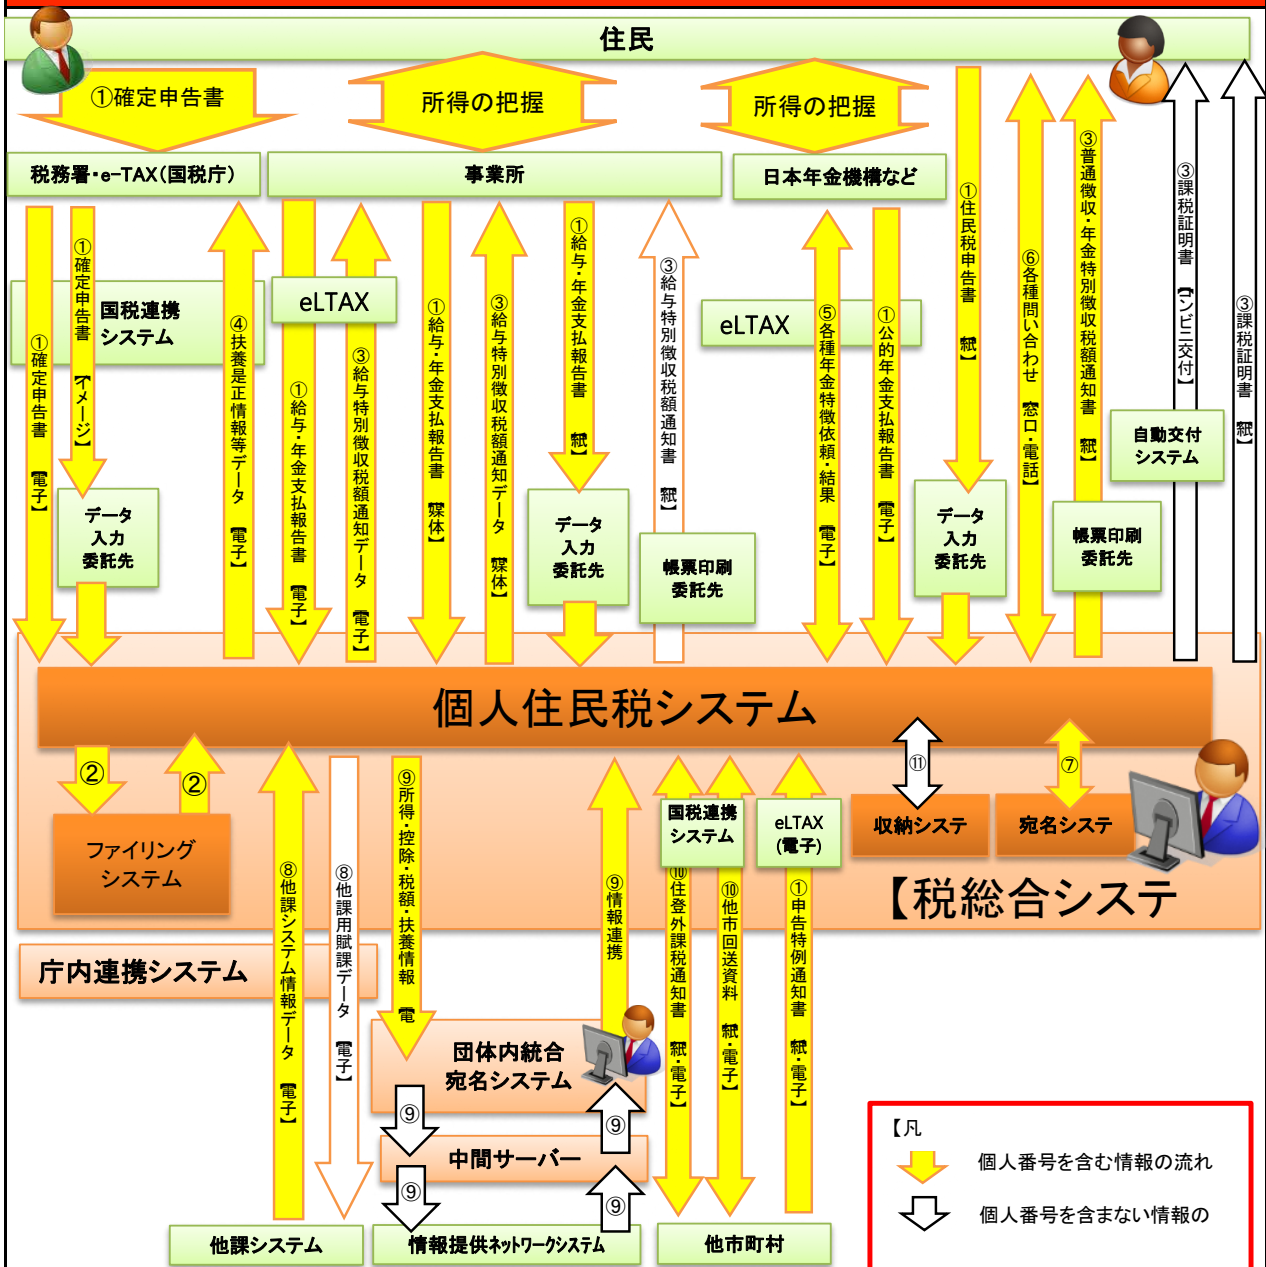 住民
①確定申告書
所得の把握
所得の把握
税務署・e-TAX(国税庁)
事業所
日本年金機構など
①確定申告書 【電子】
①確定申告書 【イメージ】
国税連携
システム
④扶養是正情報等データ 【電子】
eLTAX
①給与・年金支払報告書 【電子】
③給与特別徴収税額通知データ 【電子】
①給与・年金支払報告書 【媒体】
③給与特別徴収税額通知データ 【媒体】
①給与・年金支払報告書 【紙】
③給与特別徴収税額通知書 【紙】
eLTAX
⑤各種年金特徴依頼・結果 【電子】
①公的年金支払報告書 【電子】
①住民税申告書 【紙】
⑥各種問い合わせ 【窓口・電話】
③普通徴収・年金特別徴収税額通知書 【紙】
③課税証明書 【コンビニ交付】
③課税証明書 【紙】
データ
入力
委託先
データ
入力
委託先
帳票印刷
委託先
データ
入力
委託先
帳票印刷
委託先
自動交付
システム
個人住民税システム
②
②
ファイリング
システム
⑧他課システム情報データ 【電子】
⑧他課用賦課データ 【電子】
⑨所得・控除・税額・扶養情報 【電
⑨情報連携
国税連携
システム
⑩住登外課税通知書 【紙・電子】
⑩他市回送資料 【紙・電子】
eLTAX
(電子)
①申告特例通知書 【紙・電子】
⑪
収納システ
⑦
宛名システ
【税総合システ
庁内連携システム
団体内統合
宛名システム
⑨
⑨
中間サーバー
⑨
⑨
他課システム
情報提供ネットワークシステム
他市町村
【凡
個人番号を含む情報の流れ
個人番号を含まない情報の